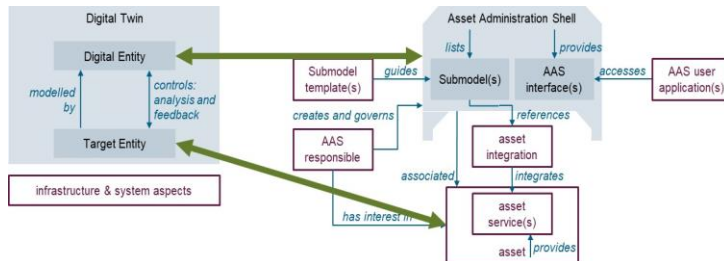 Digital Twin
Digital Entity
modelled
by
controls:
analysis and
feedback
Target Entity
infrastructure & system aspects
Asset Administration Shell
lists
provides
Submodel
template(s)
guides
Submodel(s)
AAS
interface(s)
accesses
AAS user
application(s)
creates and governs
references
AAS
responsible
asset
integration
associated
integrates
has interest in
asset
service(s)
asset
provides